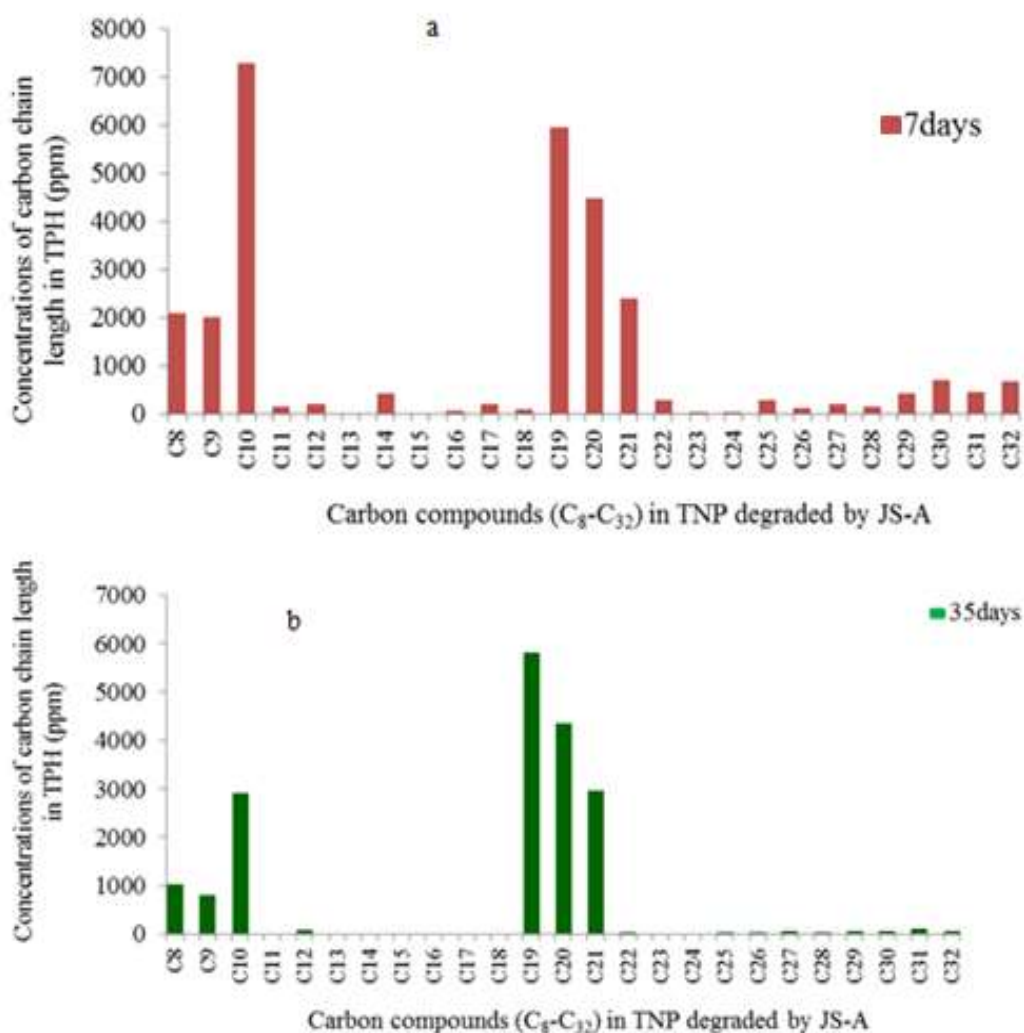 a
7days
Concentrations of carbon chain
length in TPH (ppm)
8000
7000
6000
5000
4000
3000
2000
1000
0
C8 C9 C10 C11 C12 C13 C14 C15 C16 C17 C18 C19 C20 C21 C22 C23 C24 C25 C26 C27 C28 C29 C30 C31 C32
Carbon compounds (C₈-C₃₂) in TNP degraded by JS-A
b
35days
Concentrations of carbon chain length
in TPH (ppm)
7000
6000
5000
4000
3000
2000
1000
0
C8 C9 C10 C11 C12 C13 C14 C15 C16 C17 C18 C19 C20 C21 C22 C23 C24 C25 C26 C27 C28 C29 C30 C31 C32
Carbon compounds (C₈-C₃₂) in TNP degraded by JS-A